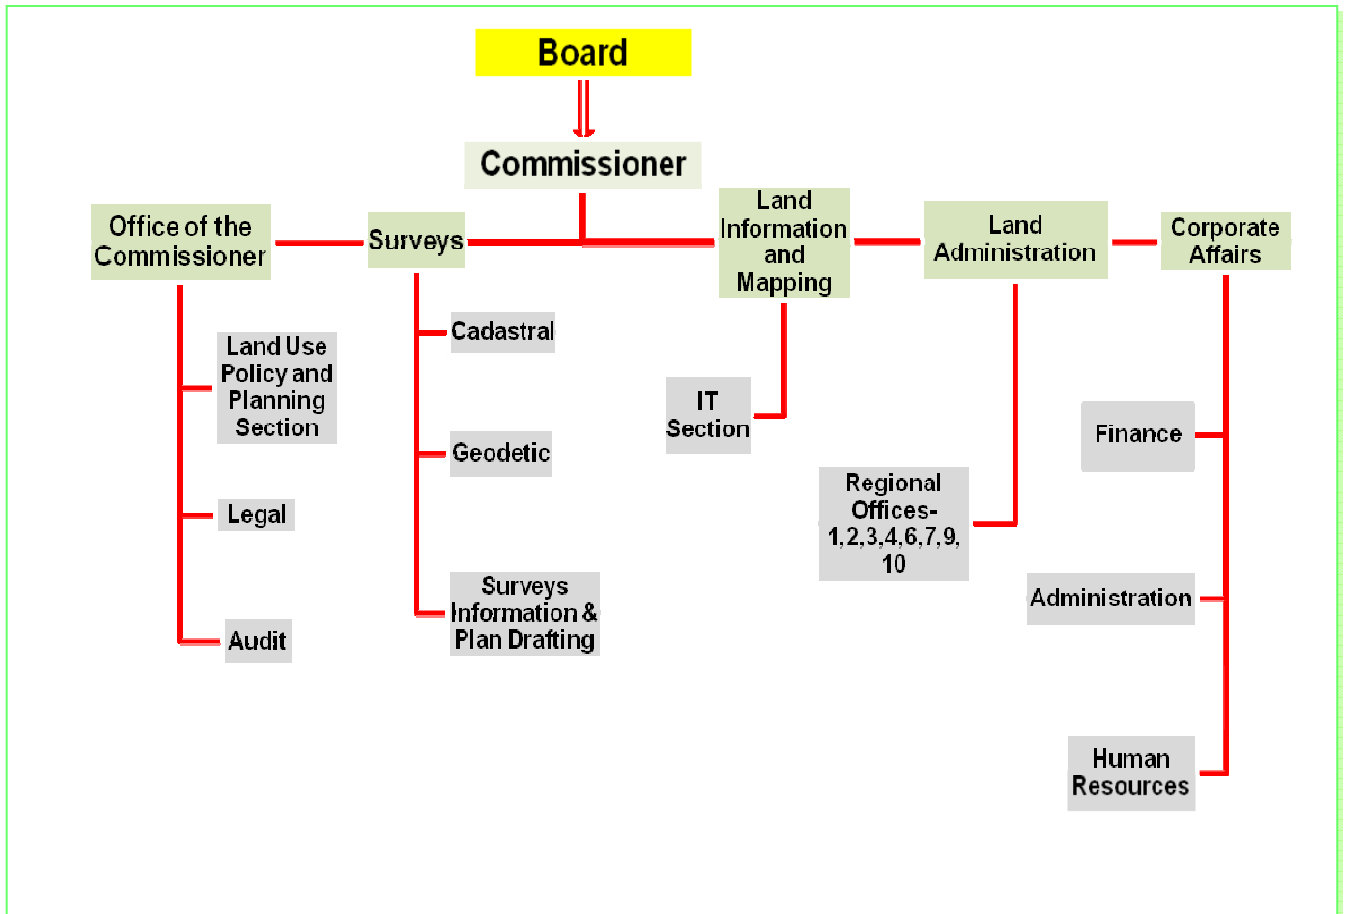 Board
Commissioner
Office of the
Commissioner
Surveys
Land
Information
and
Mapping
Land
Administration
Corporate
Affairs
Land Use
Policy and
Planning
Section
Legal
Audit
Cadastral
Geodetic
Surveys
Information &
Plan Drafting
IT
Section
Regional
Offices-
1,2,3,4,6,7,9,
10
Finance
Administration
Human
Resources